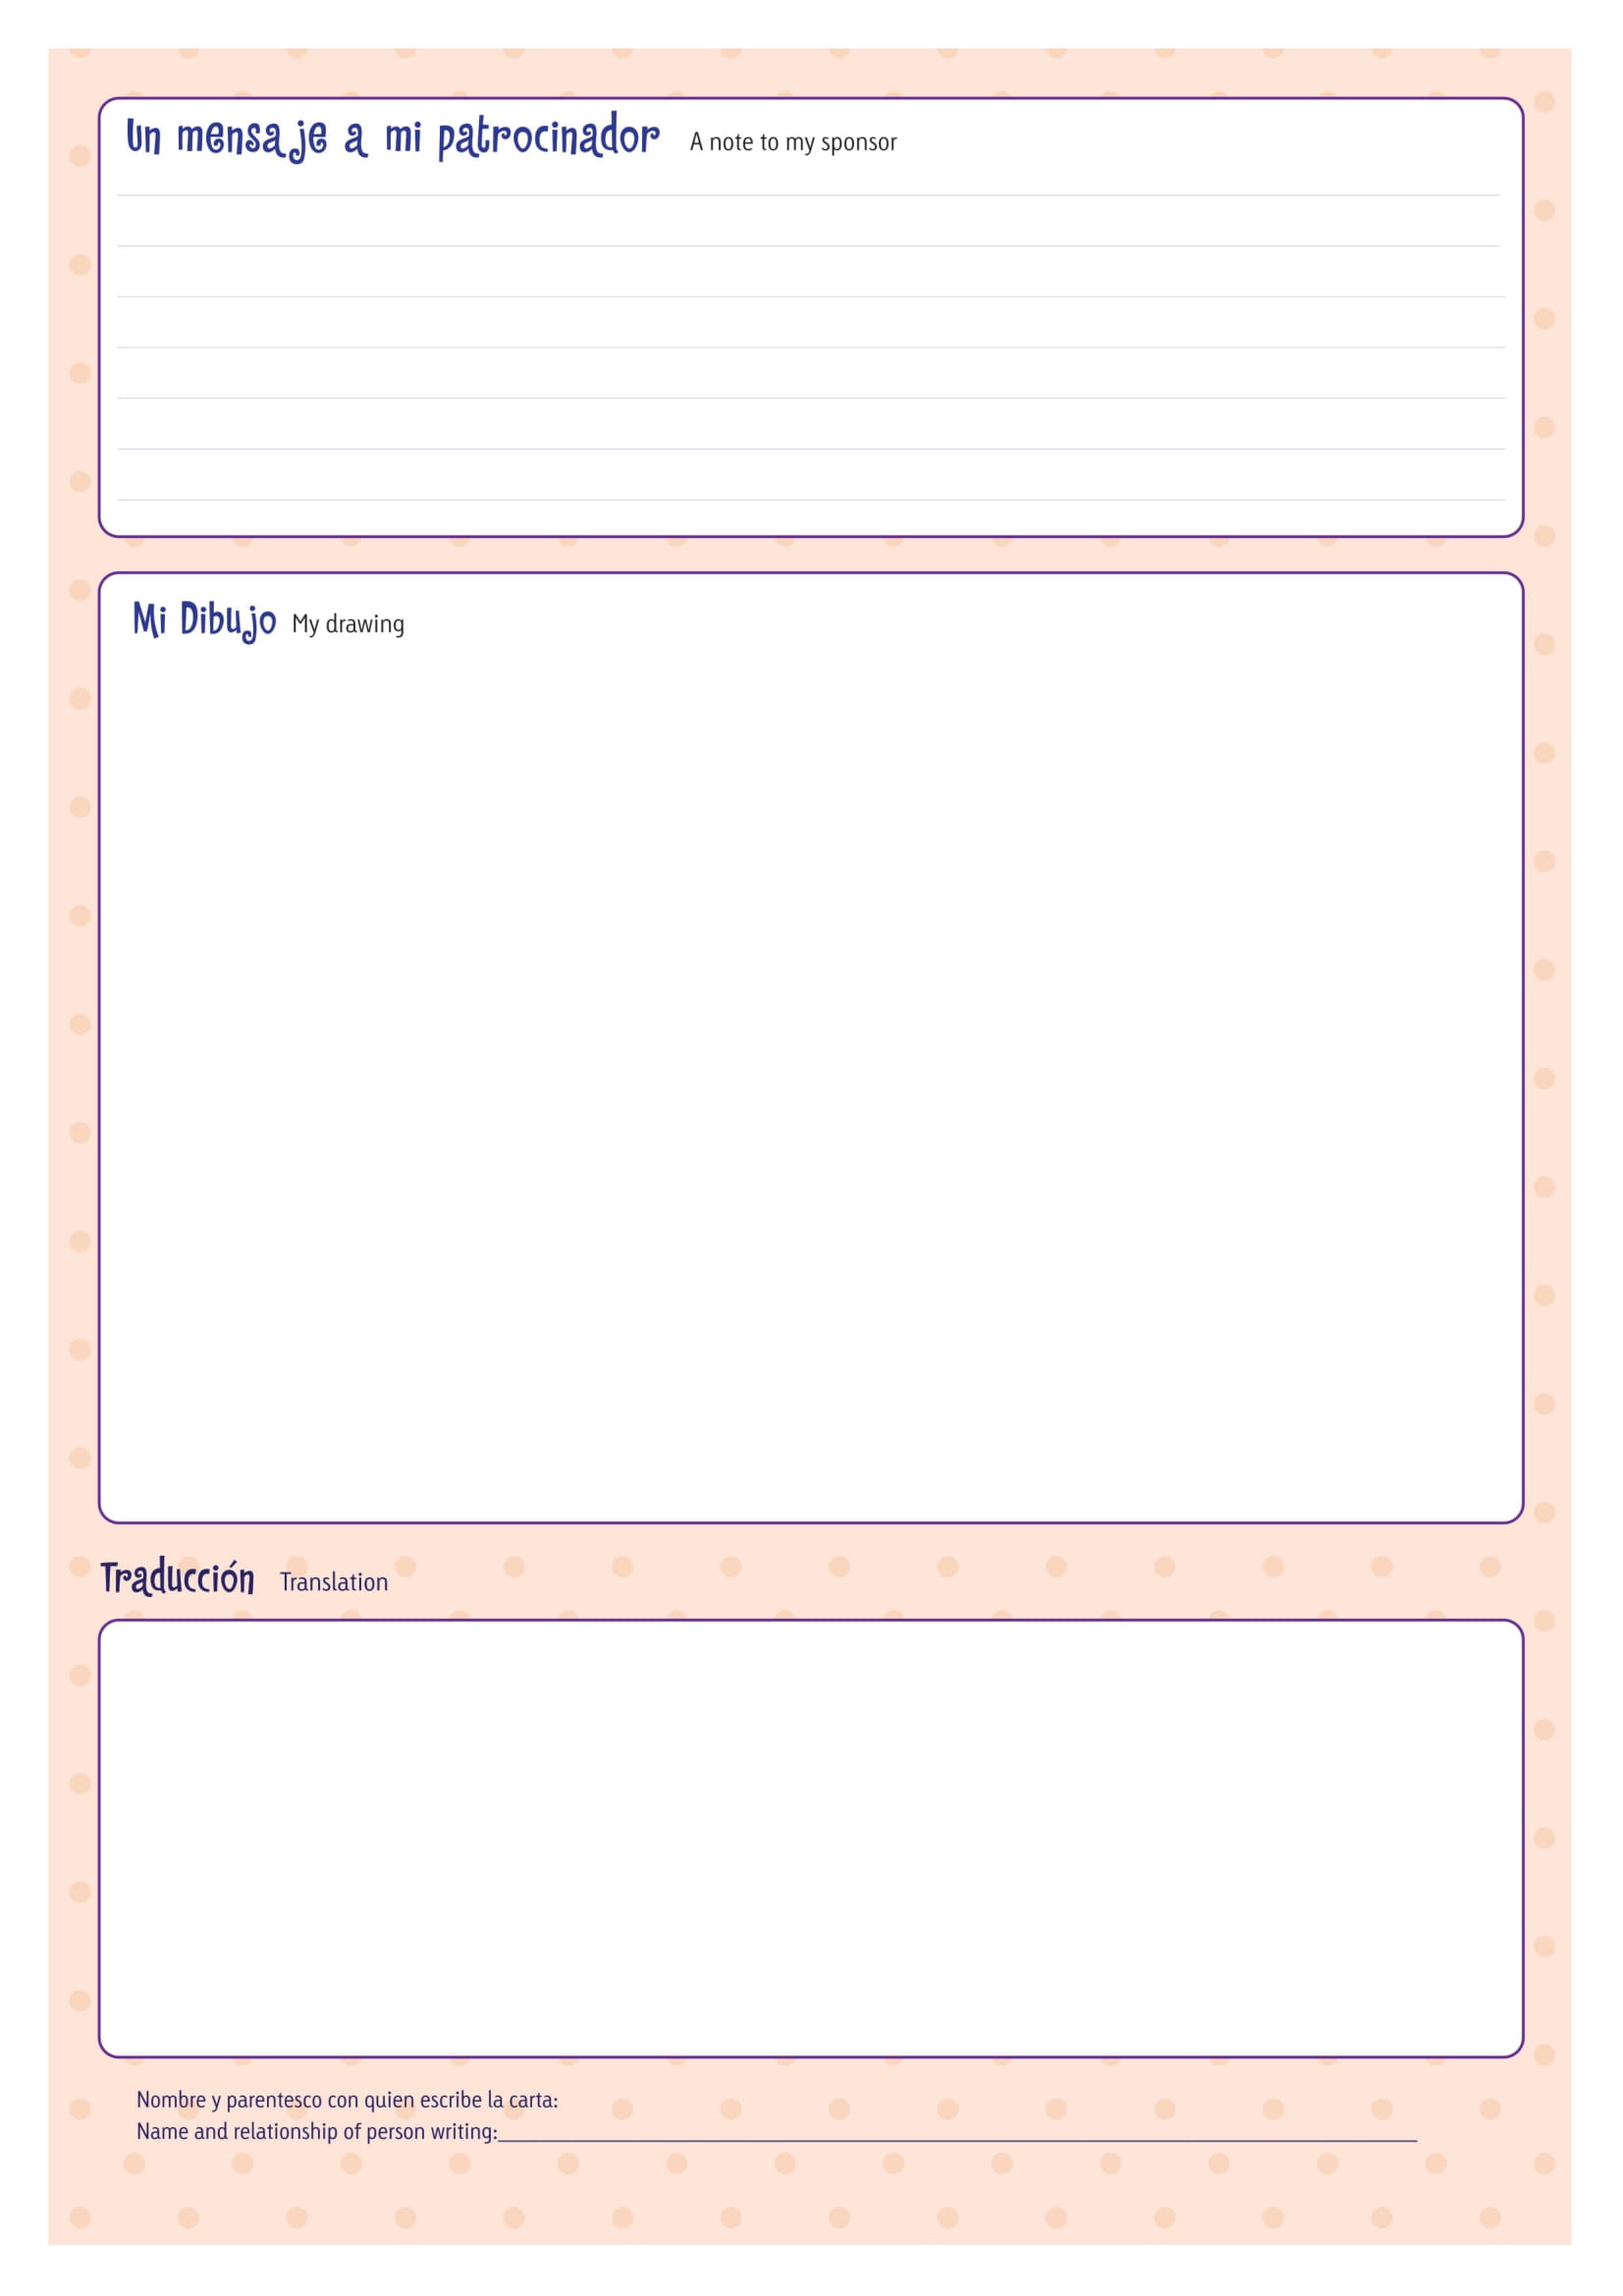 Un mensaje a mi patrocinador A note to my sponsor
Mi Dibujo My drawing
Traducción Translation
Nombre y parentesco con quien escribe la carta:
Name and relationship of person writing: